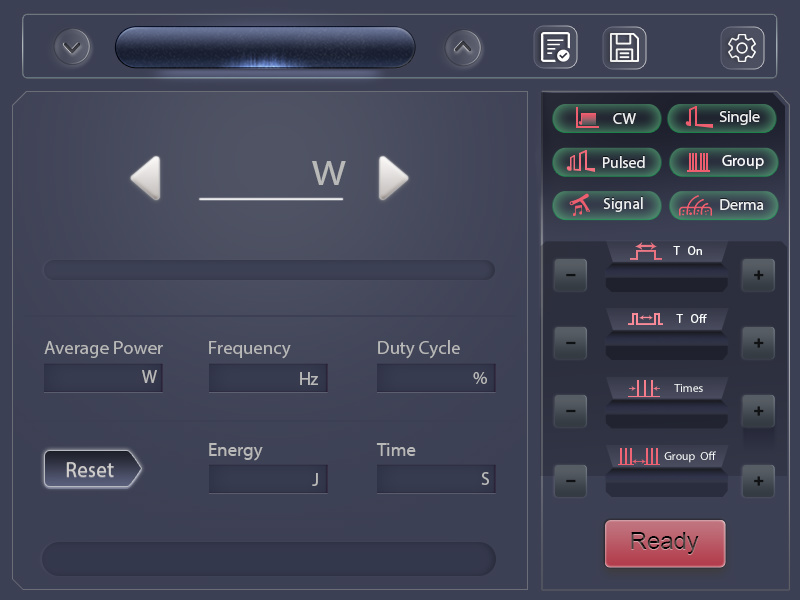 W
Average Power
Frequency
Duty Cycle
W
Hz
%
Reset
Energy
Time
J
S
CW
Single
Pulsed
Group
Signal
Derma
T On
- +
T Off
- +
Times
- +
Group Off
- +
Ready